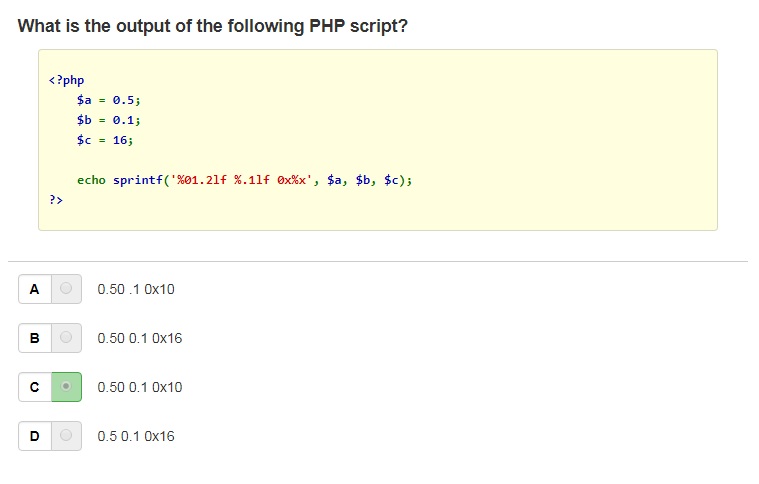 What is the output of the following PHP script?
<?php
$a = 0.5;
$b = 0.1;
$c = 16;
echo sprintf('%01.2lf %.1lf 0x%x', $a, $b, $c);
?>
A 0.50 .1 0x10
B 0.50 0.1 0x16
C 0.50 0.1 0x10
D 0.5 0.1 0x16